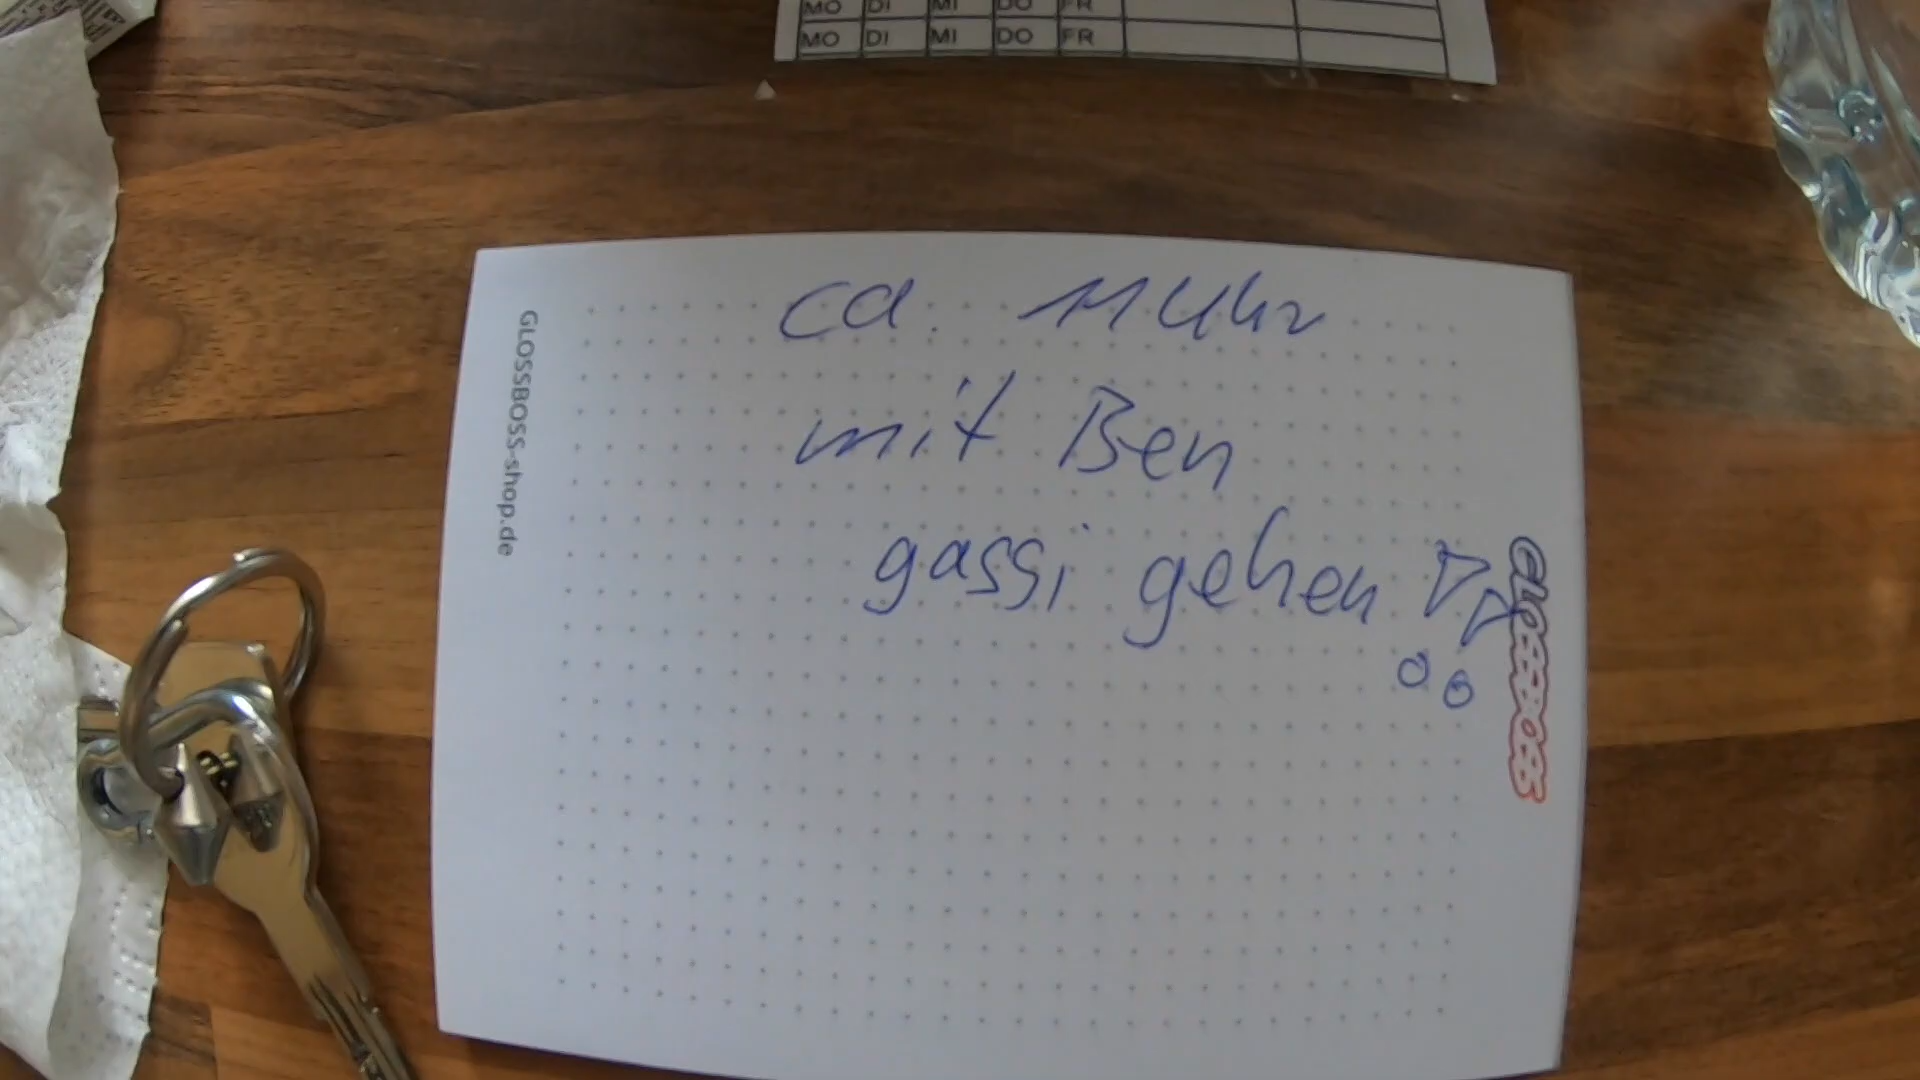 MO DI MI DO FR
MO DI MI DO FR
ca. 11 Uhr
mit Ben
gassi gehen !!
GLOSSBOSS-shop.de
GLOSSBOSS